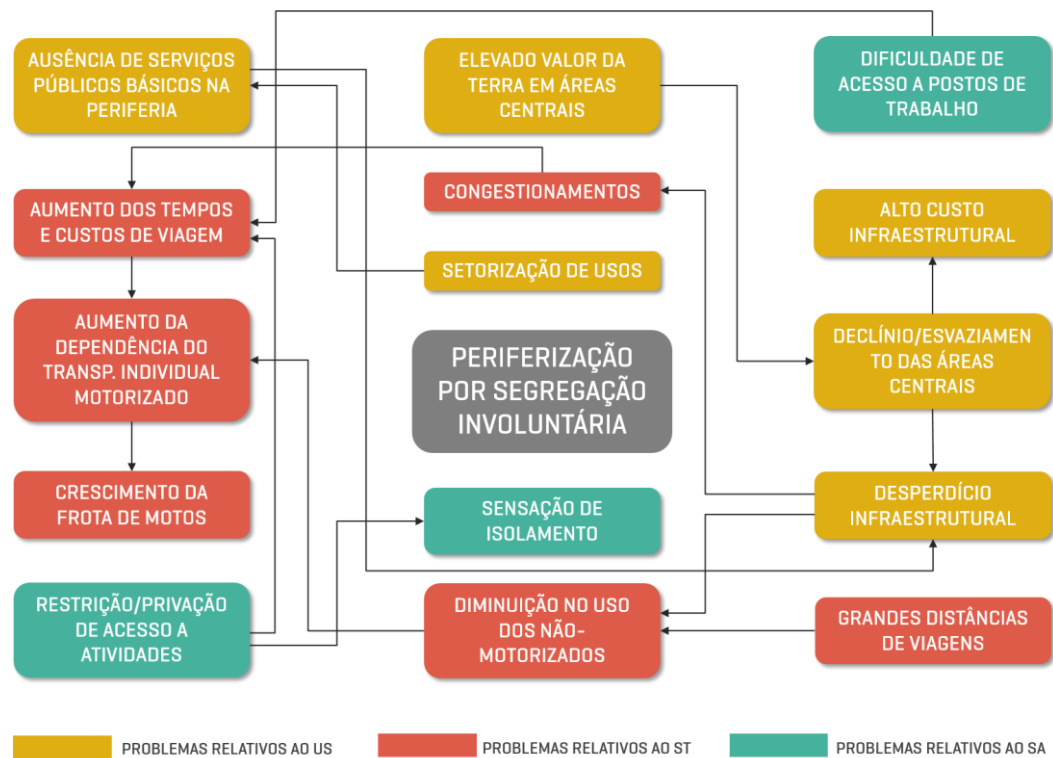 AUSÊNCIA DE SERVIÇOS
PÚBLICOS BÁSICOS NA
PERIFERIA
ELEVADO VALOR DA
TERRA EM ÁREAS
CENTRAIS
DIFICULDADE DE
ACESSO A POSTOS DE
TRABALHO
AUMENTO DOS TEMPOS
E CUSTOS DE VIAGEM
CONGESTIONAMENTOS
ALTO CUSTO
INFRAESTRUTURAL
SETORIZAÇÃO DE USOS
AUMENTO DA
DEPENDÊNCIA DO
TRANSP. INDIVIDUAL
MOTORIZADO
PERIFERIZAÇÃO
POR SEGREGAÇÃO
INVOLUNTÁRIA
DECLÍNIO/ESVAZIAMEN
TO DAS ÁREAS
CENTRAIS
CRESCIMENTO DA
FROTA DE MOTOS
SENSAÇÃO DE
ISOLAMENTO
DESPERDÍCIO
INFRAESTRUTURAL
RESTRIÇÃO/PRIVAÇÃO
DE ACESSO A
ATIVIDADES
DIMINUIÇÃO NO USO
DOS NÃO-
MOTORIZADOS
GRANDES DISTÂNCIAS
DE VIAGENS
PROBLEMAS RELATIVOS AO US
PROBLEMAS RELATIVOS AO ST
PROBLEMAS RELATIVOS AO SA